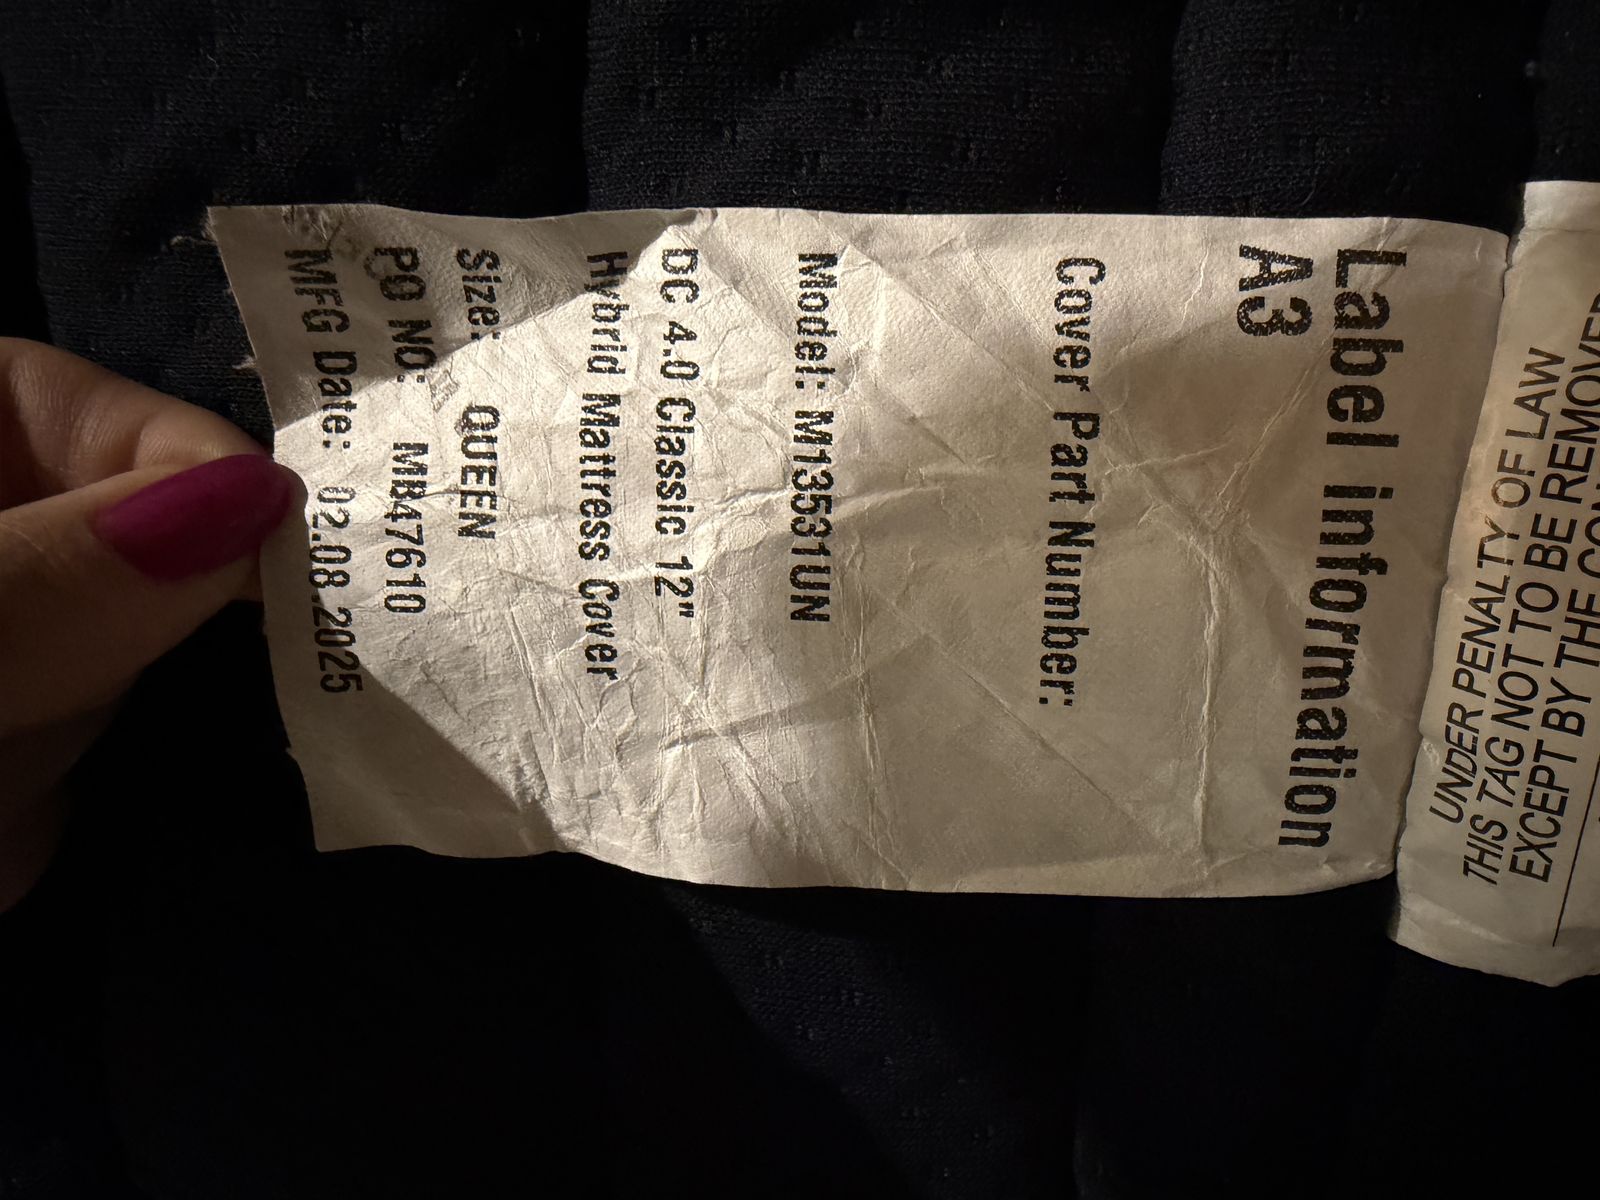 Label information
A3
Cover Part Number:
Model: M13531UN
DC 4.0 Classic 12"
Hybrid Mattress Cover
Size: QUEEN
PO NO: MB47610
MFG Date: 02.08.2025
UNDER PENALTY OF LAW
THIS TAG NOT TO BE REMOVED
EXCEPT BY THE